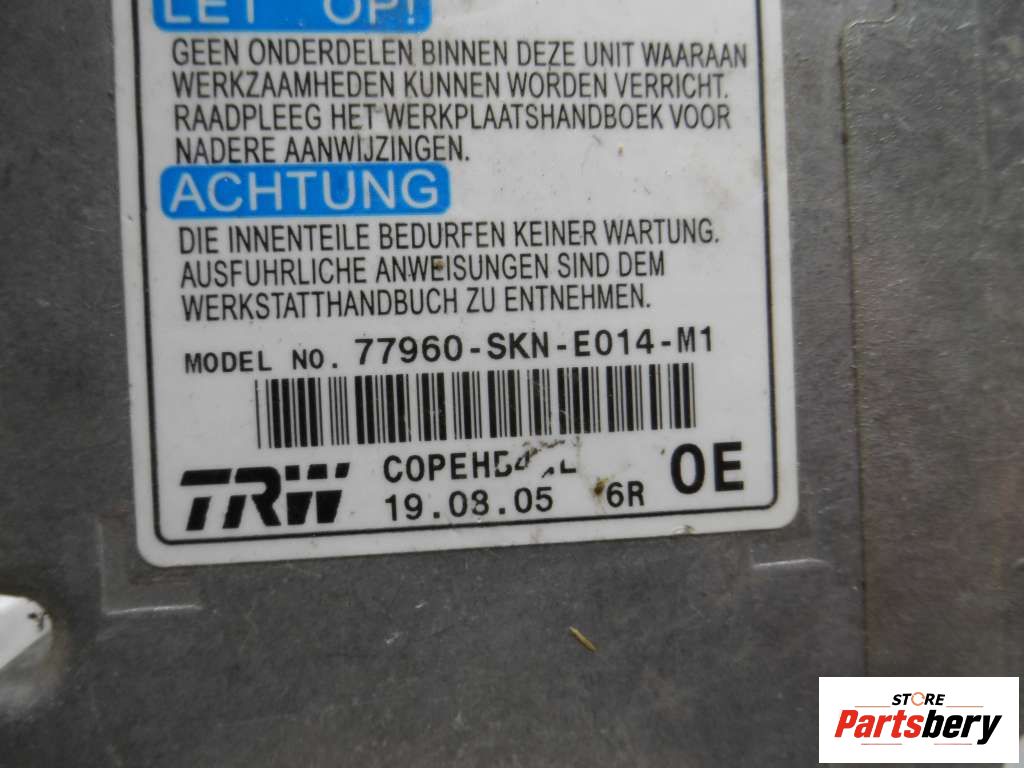 LET OP!
GEEN ONDERDELEN BINNEN DEZE UNIT WAARAAN
WERKZAAMHEDEN KUNNEN WORDEN VERRICHT.
RAADPLEEG HET WERKPLAATSHANDBOEK VOOR
NADERE AANWIJZINGEN.
ACHTUNG
DIE INNENTEILE BEDURFEN KEINER WARTUNG.
AUSFUHRLICHE ANWEISUNGEN SIND DEM
WERKSTATTHANDBUCH ZU ENTNEHMEN.
MODEL NO. 77960-SKN-E014-M1
TRW
19.08.05 6R OE
STORE
Partsbery